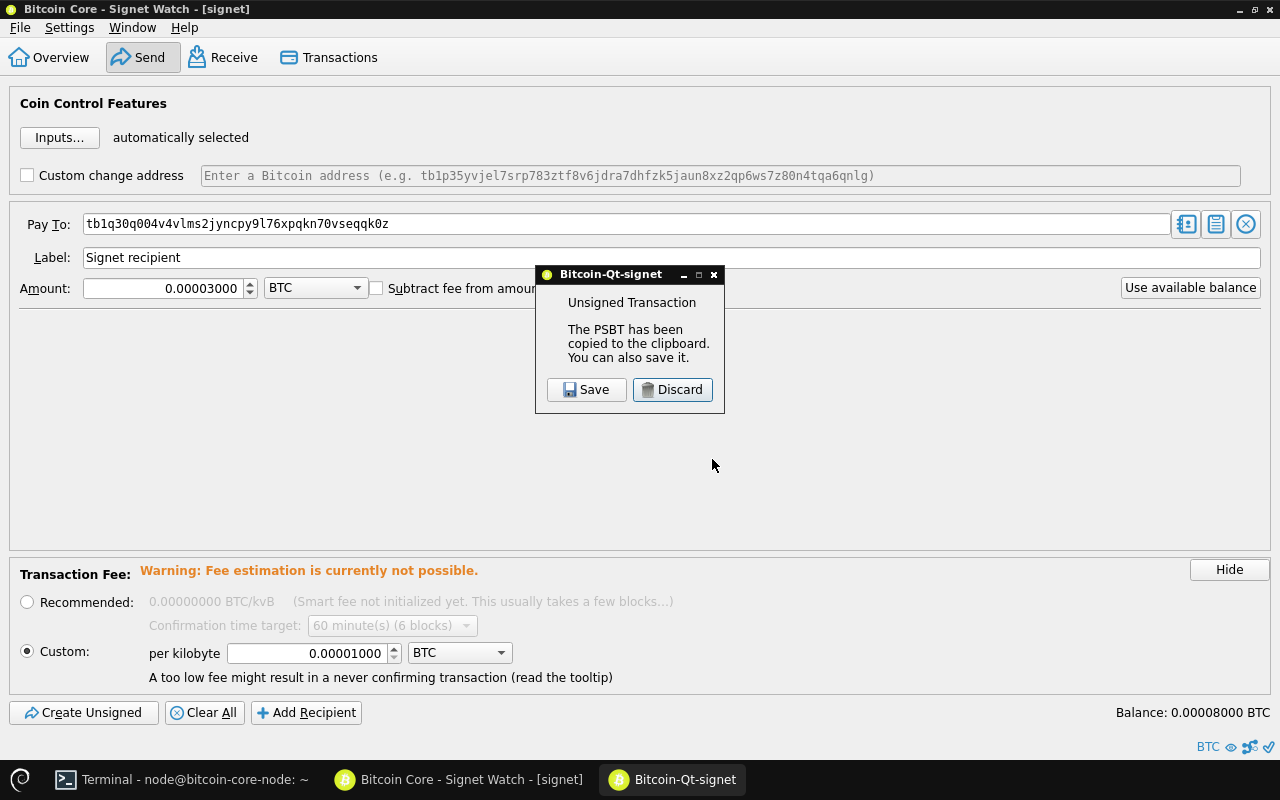 Bitcoin Core - Signet Watch - [signet]
File Settings Window Help
Overview Send Receive Transactions
Coin Control Features
Inputs... automatically selected
Custom change address Enter a Bitcoin address (e.g. tb1p35yvjel7srp783ztf8v6jdra7dhfzk5jaun8xz2qp6ws7z80n4tqa6qnlg)
Pay To: tb1q30q004v4vlms2jyncpy9l76xpqkn70vseqqk0z
Label: Signet recipient
Amount: 0.00003000 BTC Subtract fee from amoun Use available balance
Bitcoin-Qt-signet
Unsigned Transaction
The PSBT has been
copied to the clipboard.
You can also save it.
Save Discard
Transaction Fee: Warning: Fee estimation is currently not possible. Hide
Recommended: 0.00000000 BTC/kvB (Smart fee not initialized yet. This usually takes a few blocks...)
Confirmation time target: 60 minute(s) (6 blocks)
Custom: per kilobyte 0.00001000 BTC
A too low fee might result in a never confirming transaction (read the tooltip)
Create Unsigned Clear All Add Recipient Balance: 0.00008000 BTC
BTC
Terminal - node@bitcoin-core-node: ~ Bitcoin Core - Signet Watch - [signet] Bitcoin-Qt-signet